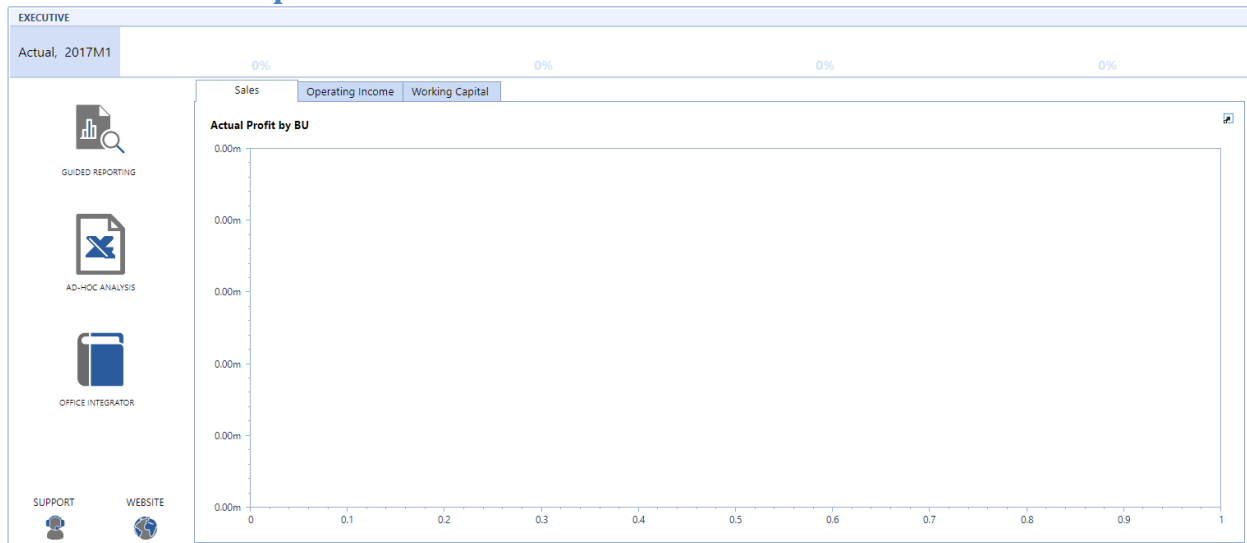 EXECUTIVE
Actual, 2017M1
0% 0% 0% 0%
Sales Operating Income Working Capital
Actual Profit by BU
GUIDED REPORTING
AD-HOC ANALYSIS
OFFICE INTEGRATOR
SUPPORT WEBSITE
0.00m
0.00m
0.00m
0.00m
0.00m
0.00m
0 0.1 0.2 0.3 0.4 0.5 0.6 0.7 0.8 0.9 1